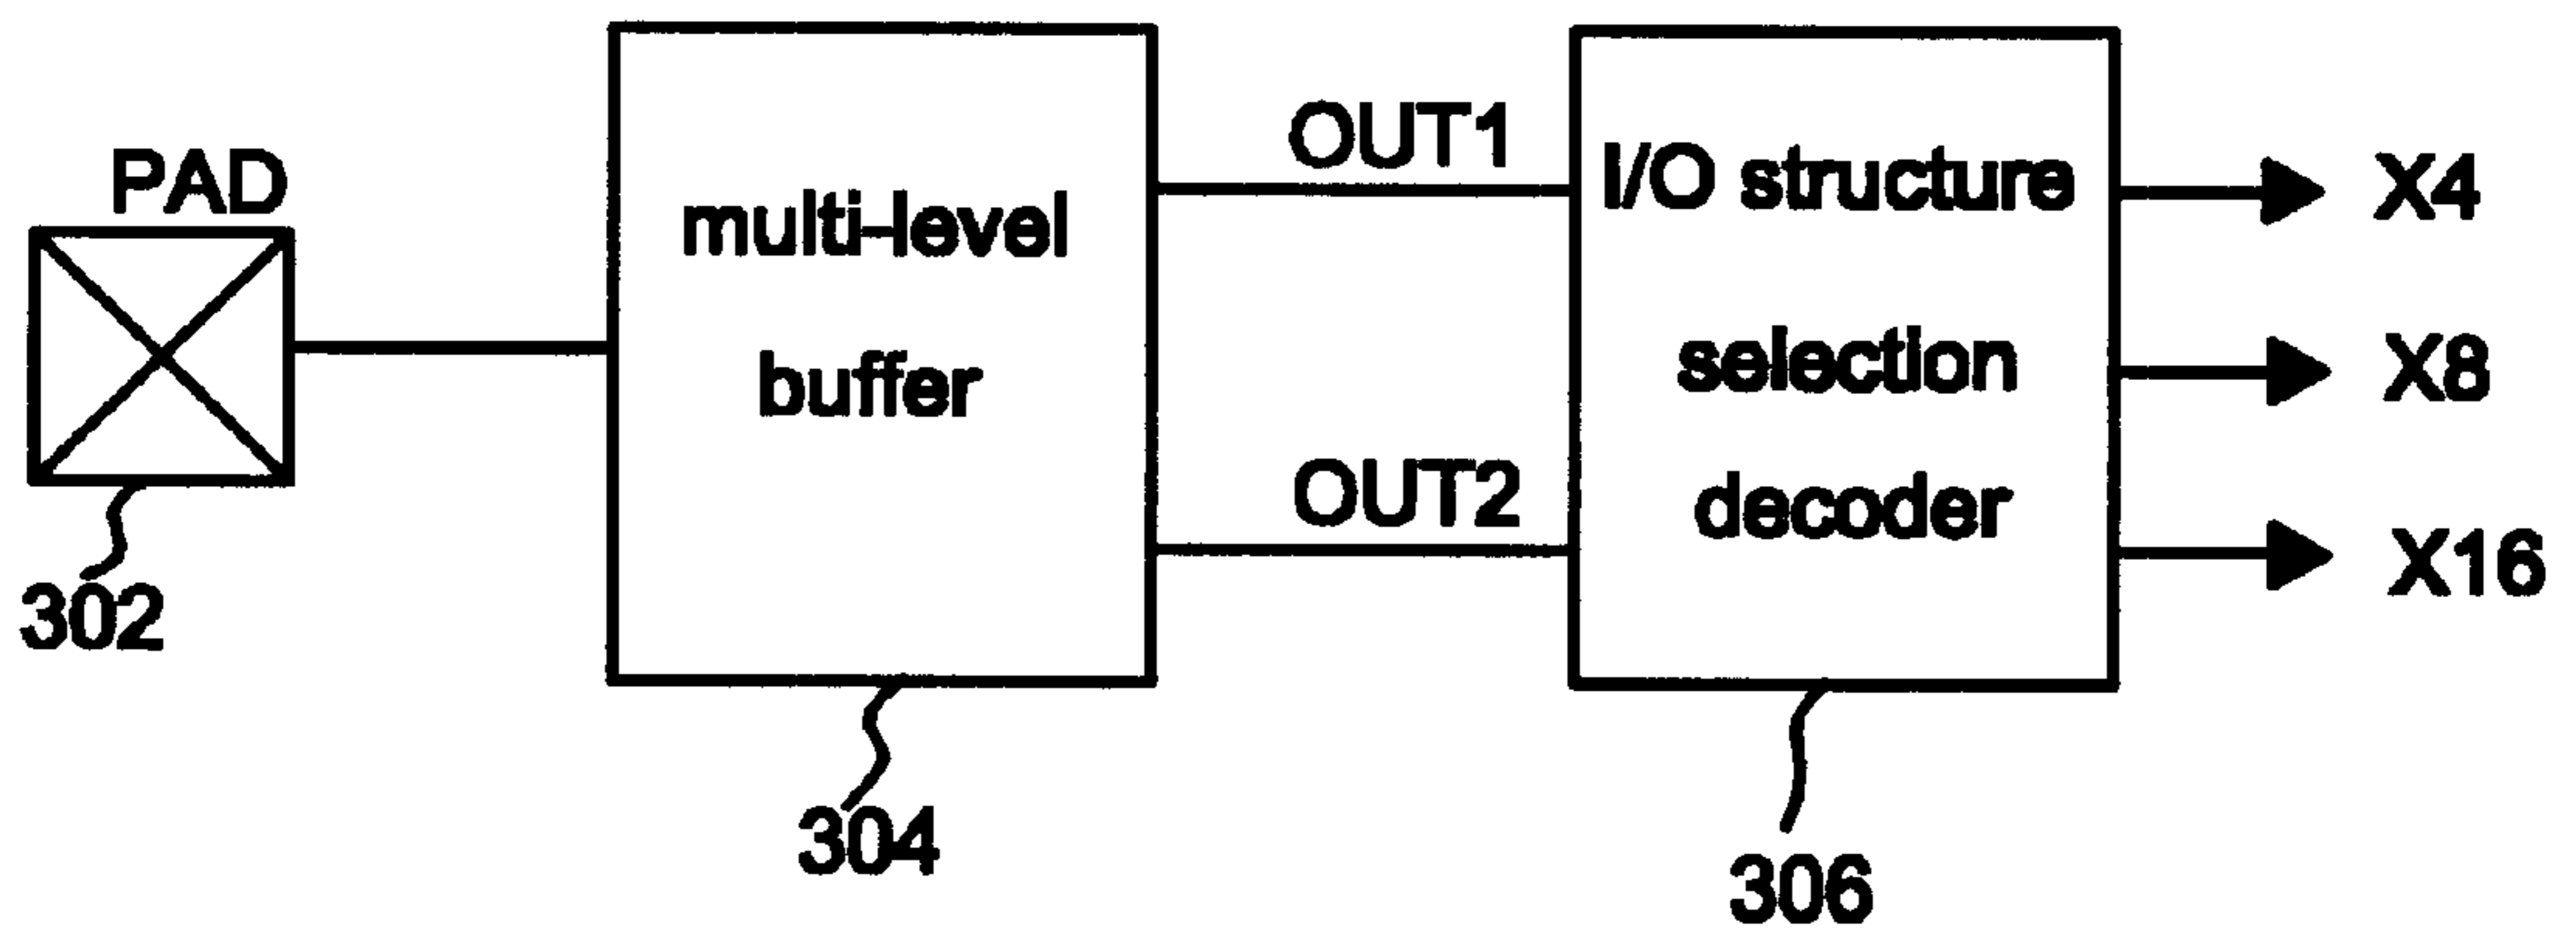 PAD
302
multi-level
buffer
304
OUT1
OUT2
I/O structure
selection
decoder
306
X4
X8
X16